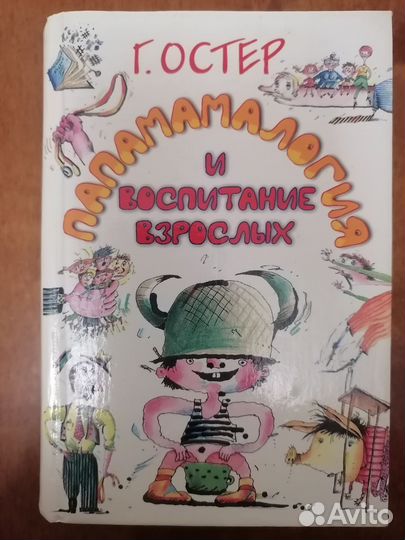 Г. ОСТЕР
ПАПАМАМАЛОГИЯ
И
ВОСПИТАНИЕ
ВЗРОСЛЫХ
Avito